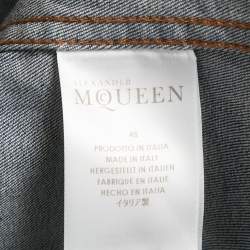 ALEXANDER
MCQUEEN
46
PRODOTTO IN ITALIA
MADE IN ITALY
HERGESTELLT IN ITALIEN
FABRIQUÉ EN ITALIE
HECHO EN ITALIA
イタリア製